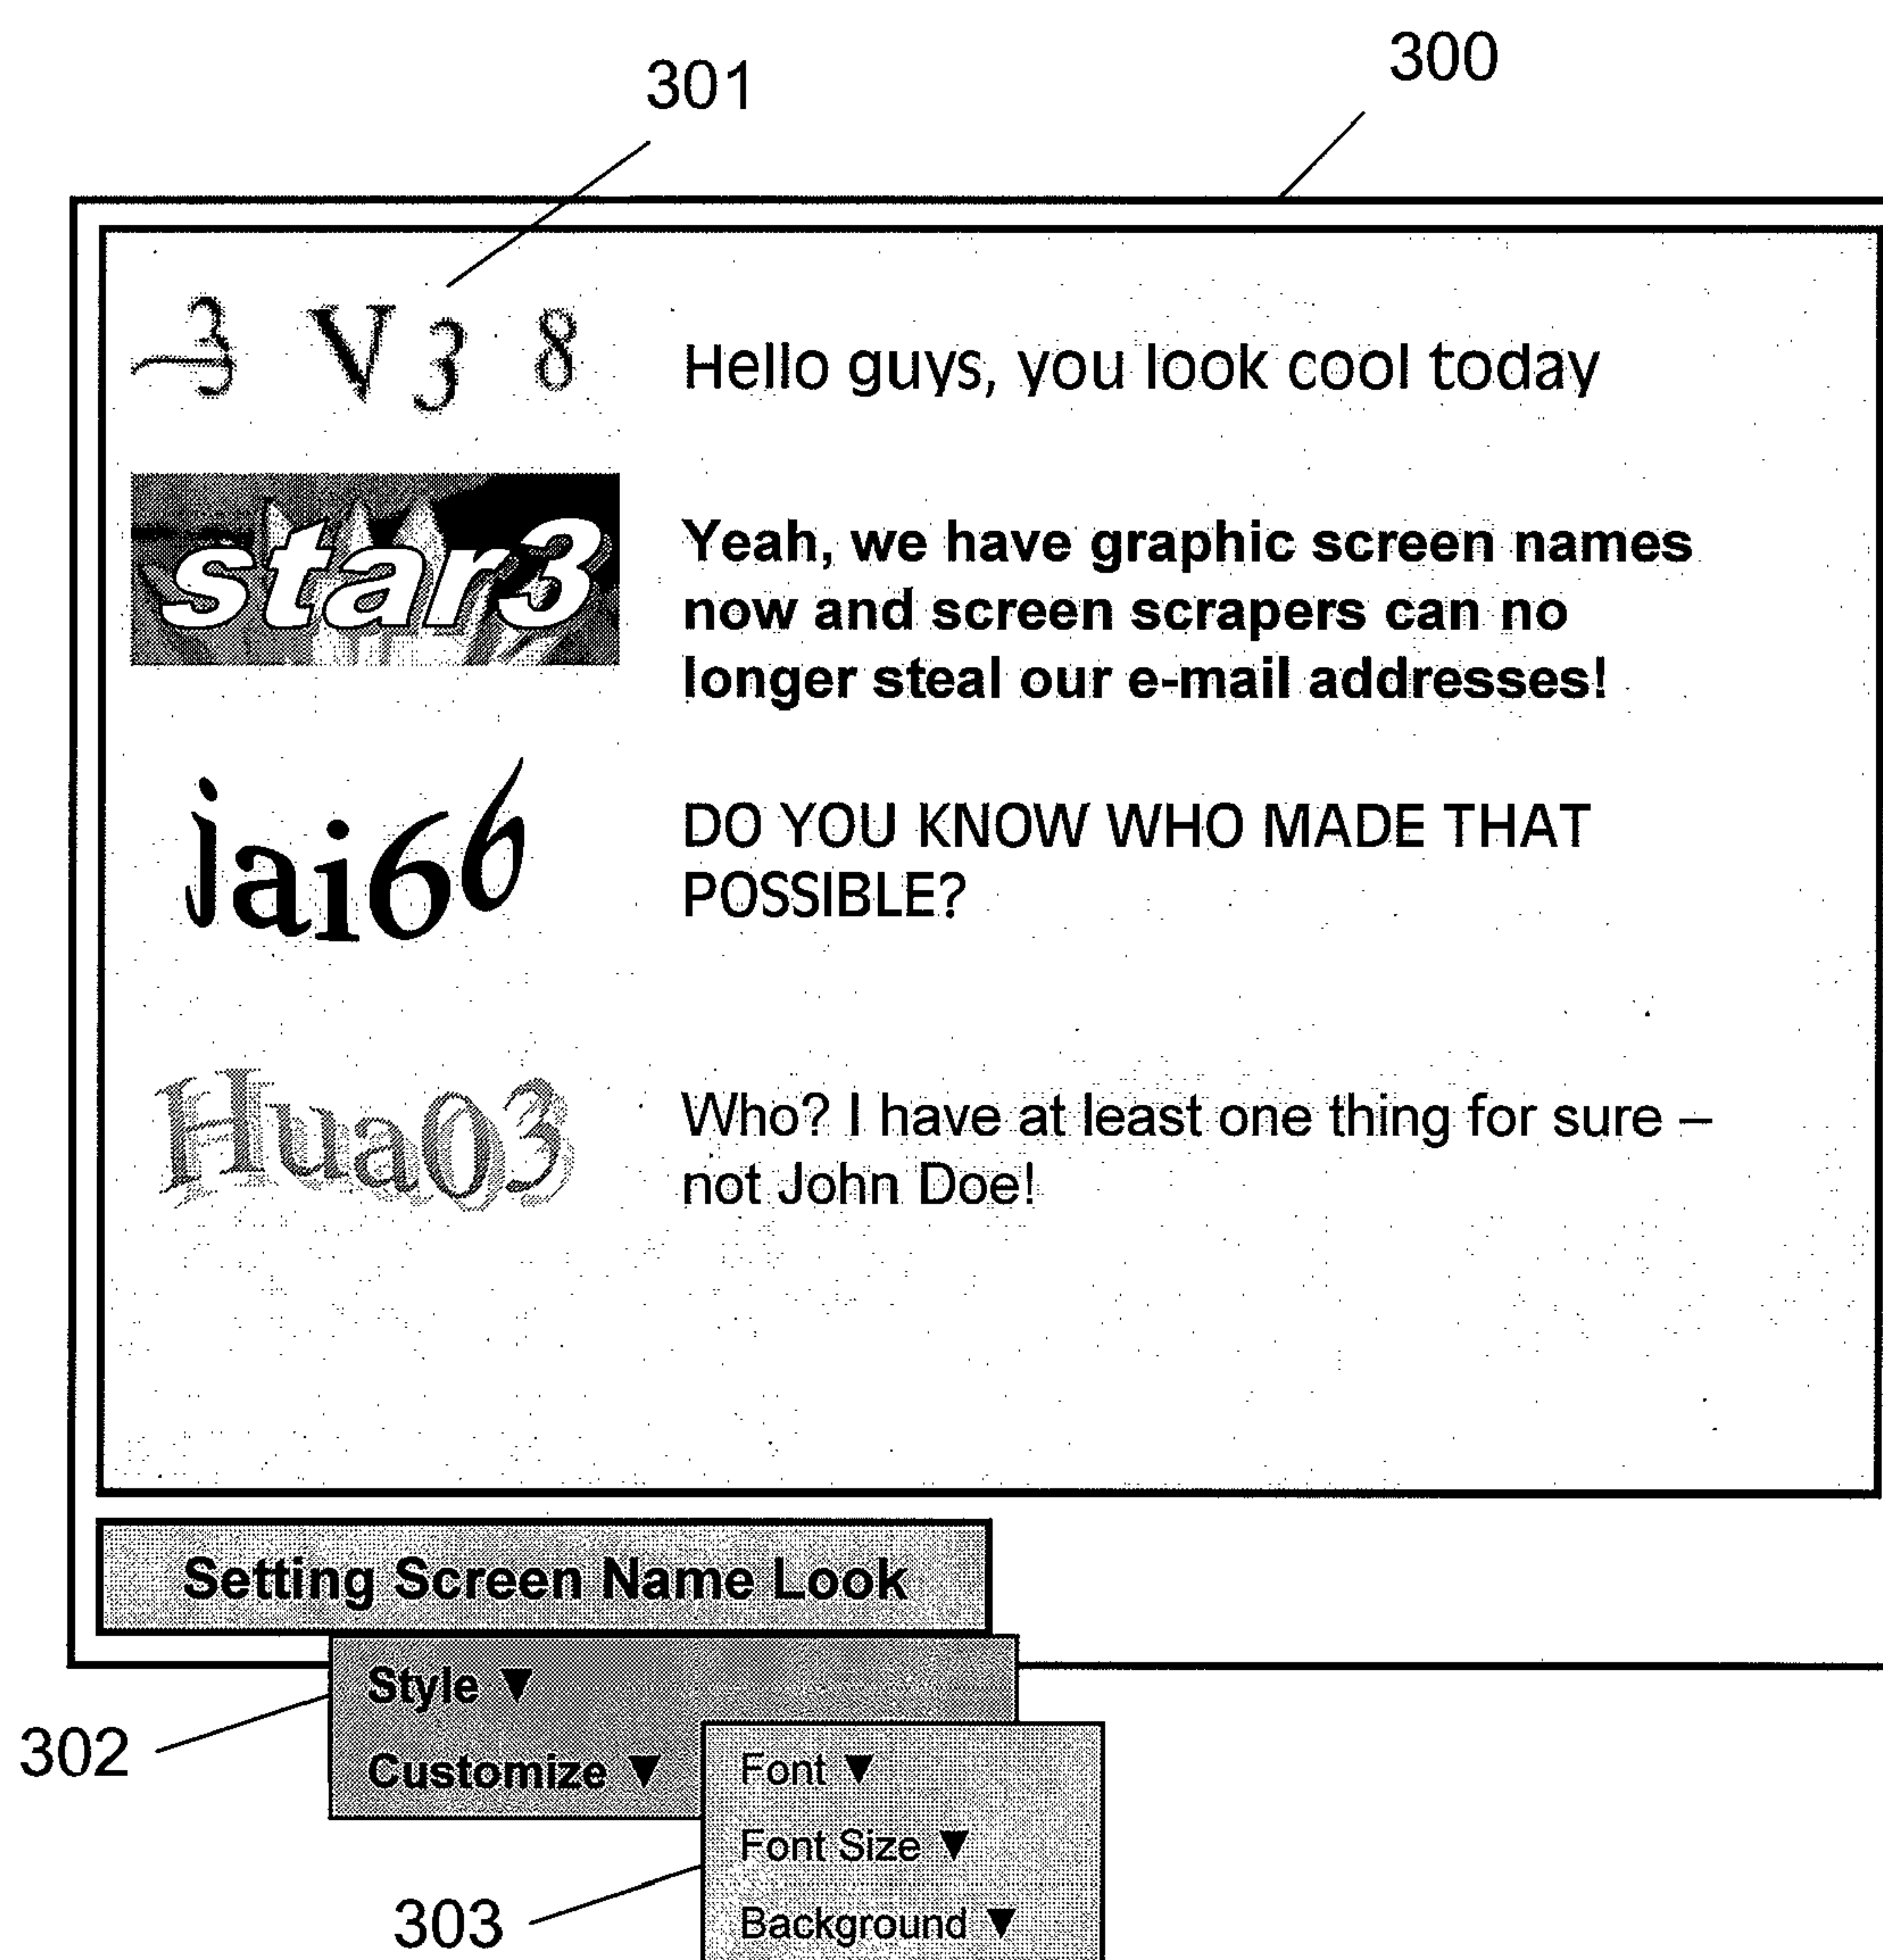 301
300
3 V 3 8
Hello guys, you look cool today
star3
Yeah, we have graphic screen names
now and screen scrapers can no
longer steal our e-mail addresses!
jai66
DO YOU KNOW WHO MADE THAT
POSSIBLE?
Hua03
Who? I have at least one thing for sure –
not John Doe!
Setting Screen Name Look
302
Style ▼
Customize ▼
303
Font ▼
Font Size ▼
Background ▼